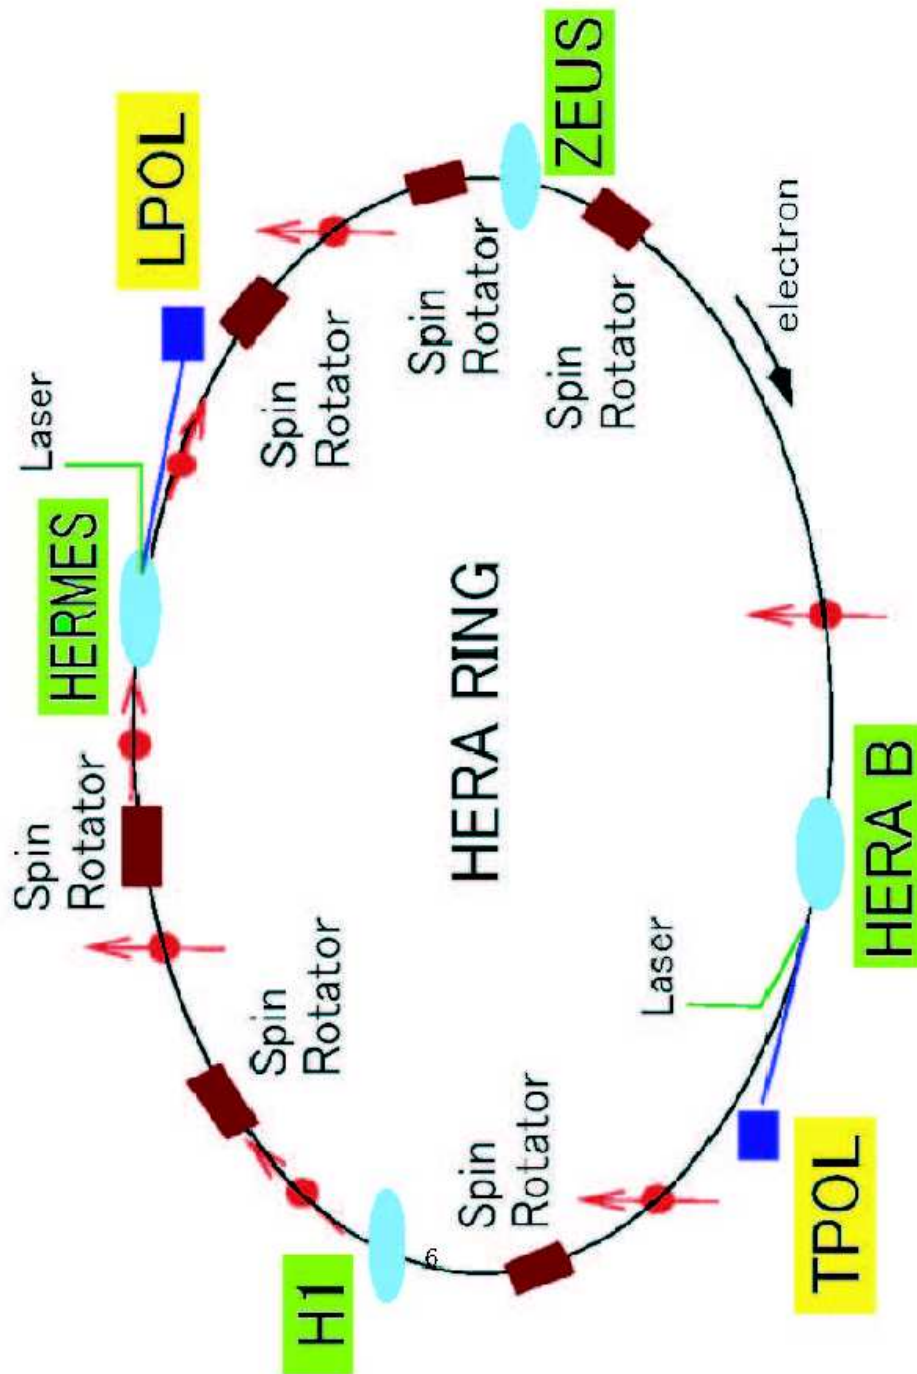 ZEUS
LPOL
electron
Spin
Rotator
Spin
Rotator
Spin
Rotator
Laser
HERMES
HERA RING
Spin
Rotator
HERA B
Laser
Spin
Rotator
Spin
Rotator
TPOL
H1
6